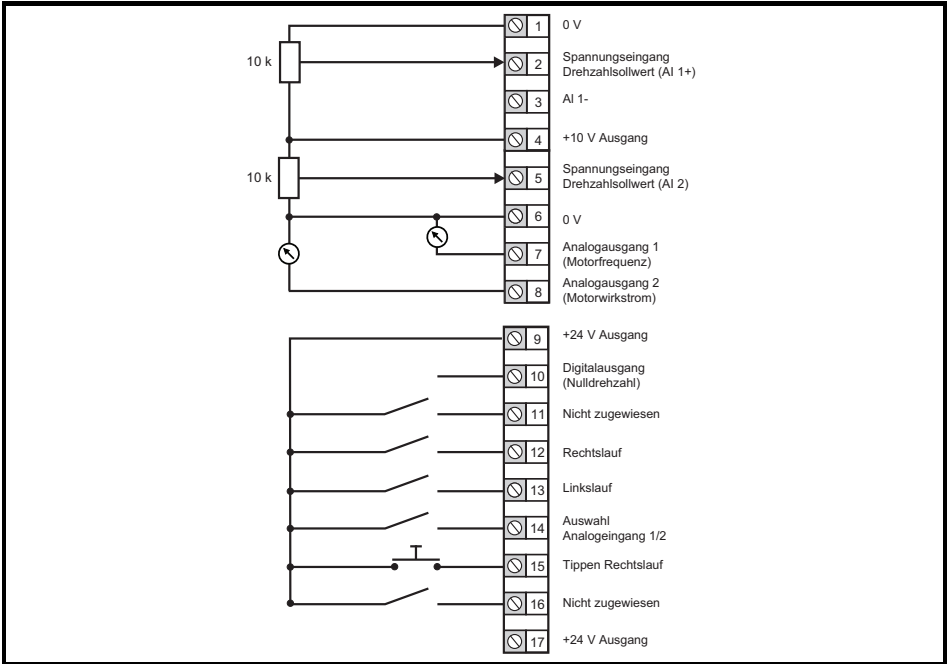 1 0 V
10 k
2 Spannungseingang
Drehzahlsollwert (AI 1+)
3 AI 1-
4 +10 V Ausgang
10 k
5 Spannungseingang
Drehzahlsollwert (AI 2)
6 0 V
7 Analogausgang 1
(Motorfrequenz)
8 Analogausgang 2
(Motorwirkstrom)
9 +24 V Ausgang
10 Digitalausgang
(Nulldrehzahl)
11 Nicht zugewiesen
12 Rechtslauf
13 Linkslauf
14 Auswahl
Analogeingang 1/2
15 Tippen Rechtslauf
16 Nicht zugewiesen
17 +24 V Ausgang